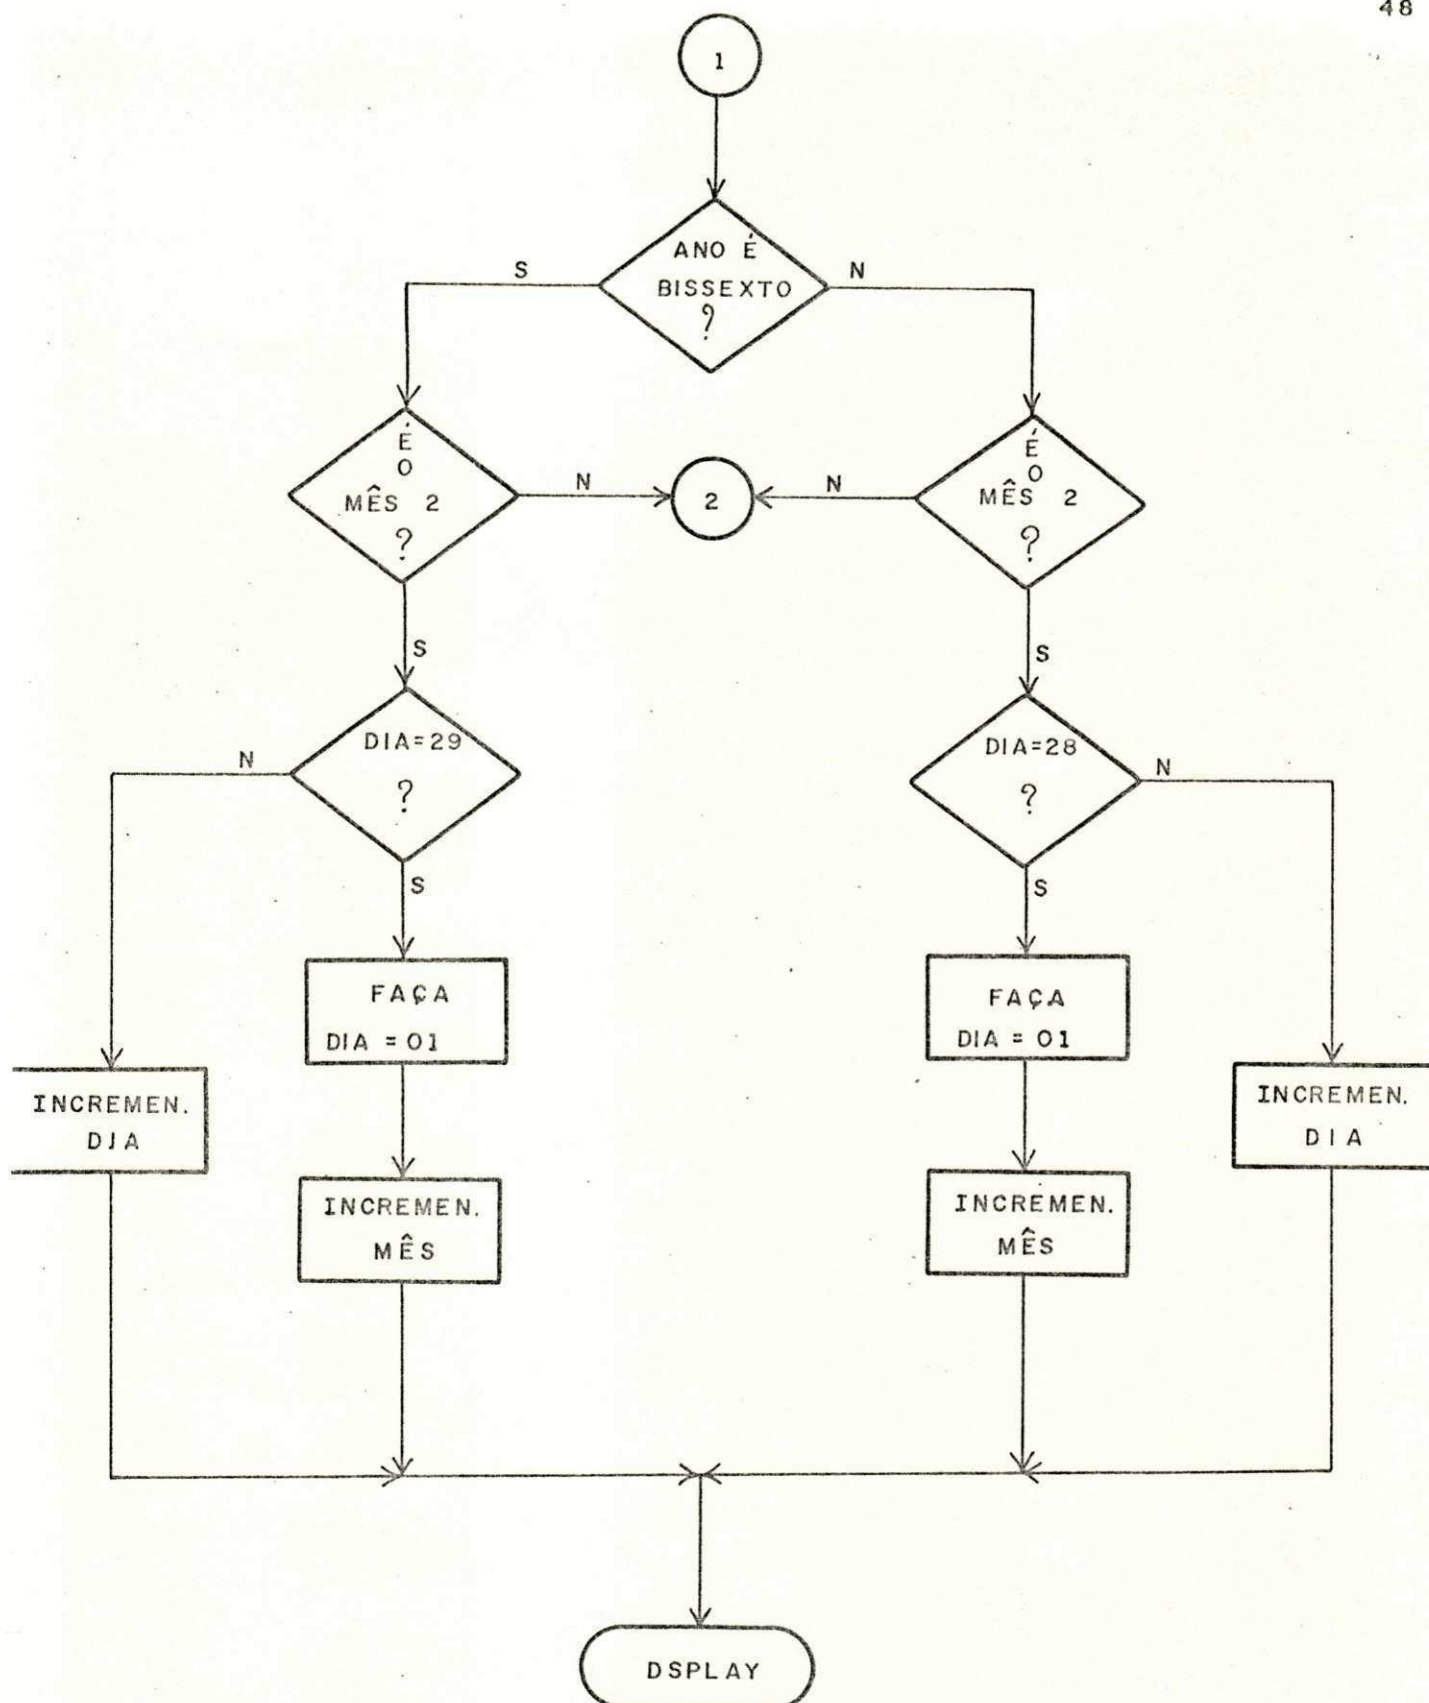 48
1
ANO É
BISSEXTO
?
S
N
É
O
MÊS 2
?
N
2
N
É
O
MÊS 2
?
S
S
DIA=29
?
N
S
DIA=28
?
N
S
FAÇA
DIA = 01
FAÇA
DIA = 01
INCREMEN.
DIA
INCREMEN.
DIA
INCREMEN.
MÊS
INCREMEN.
MÊS
DSPLAY